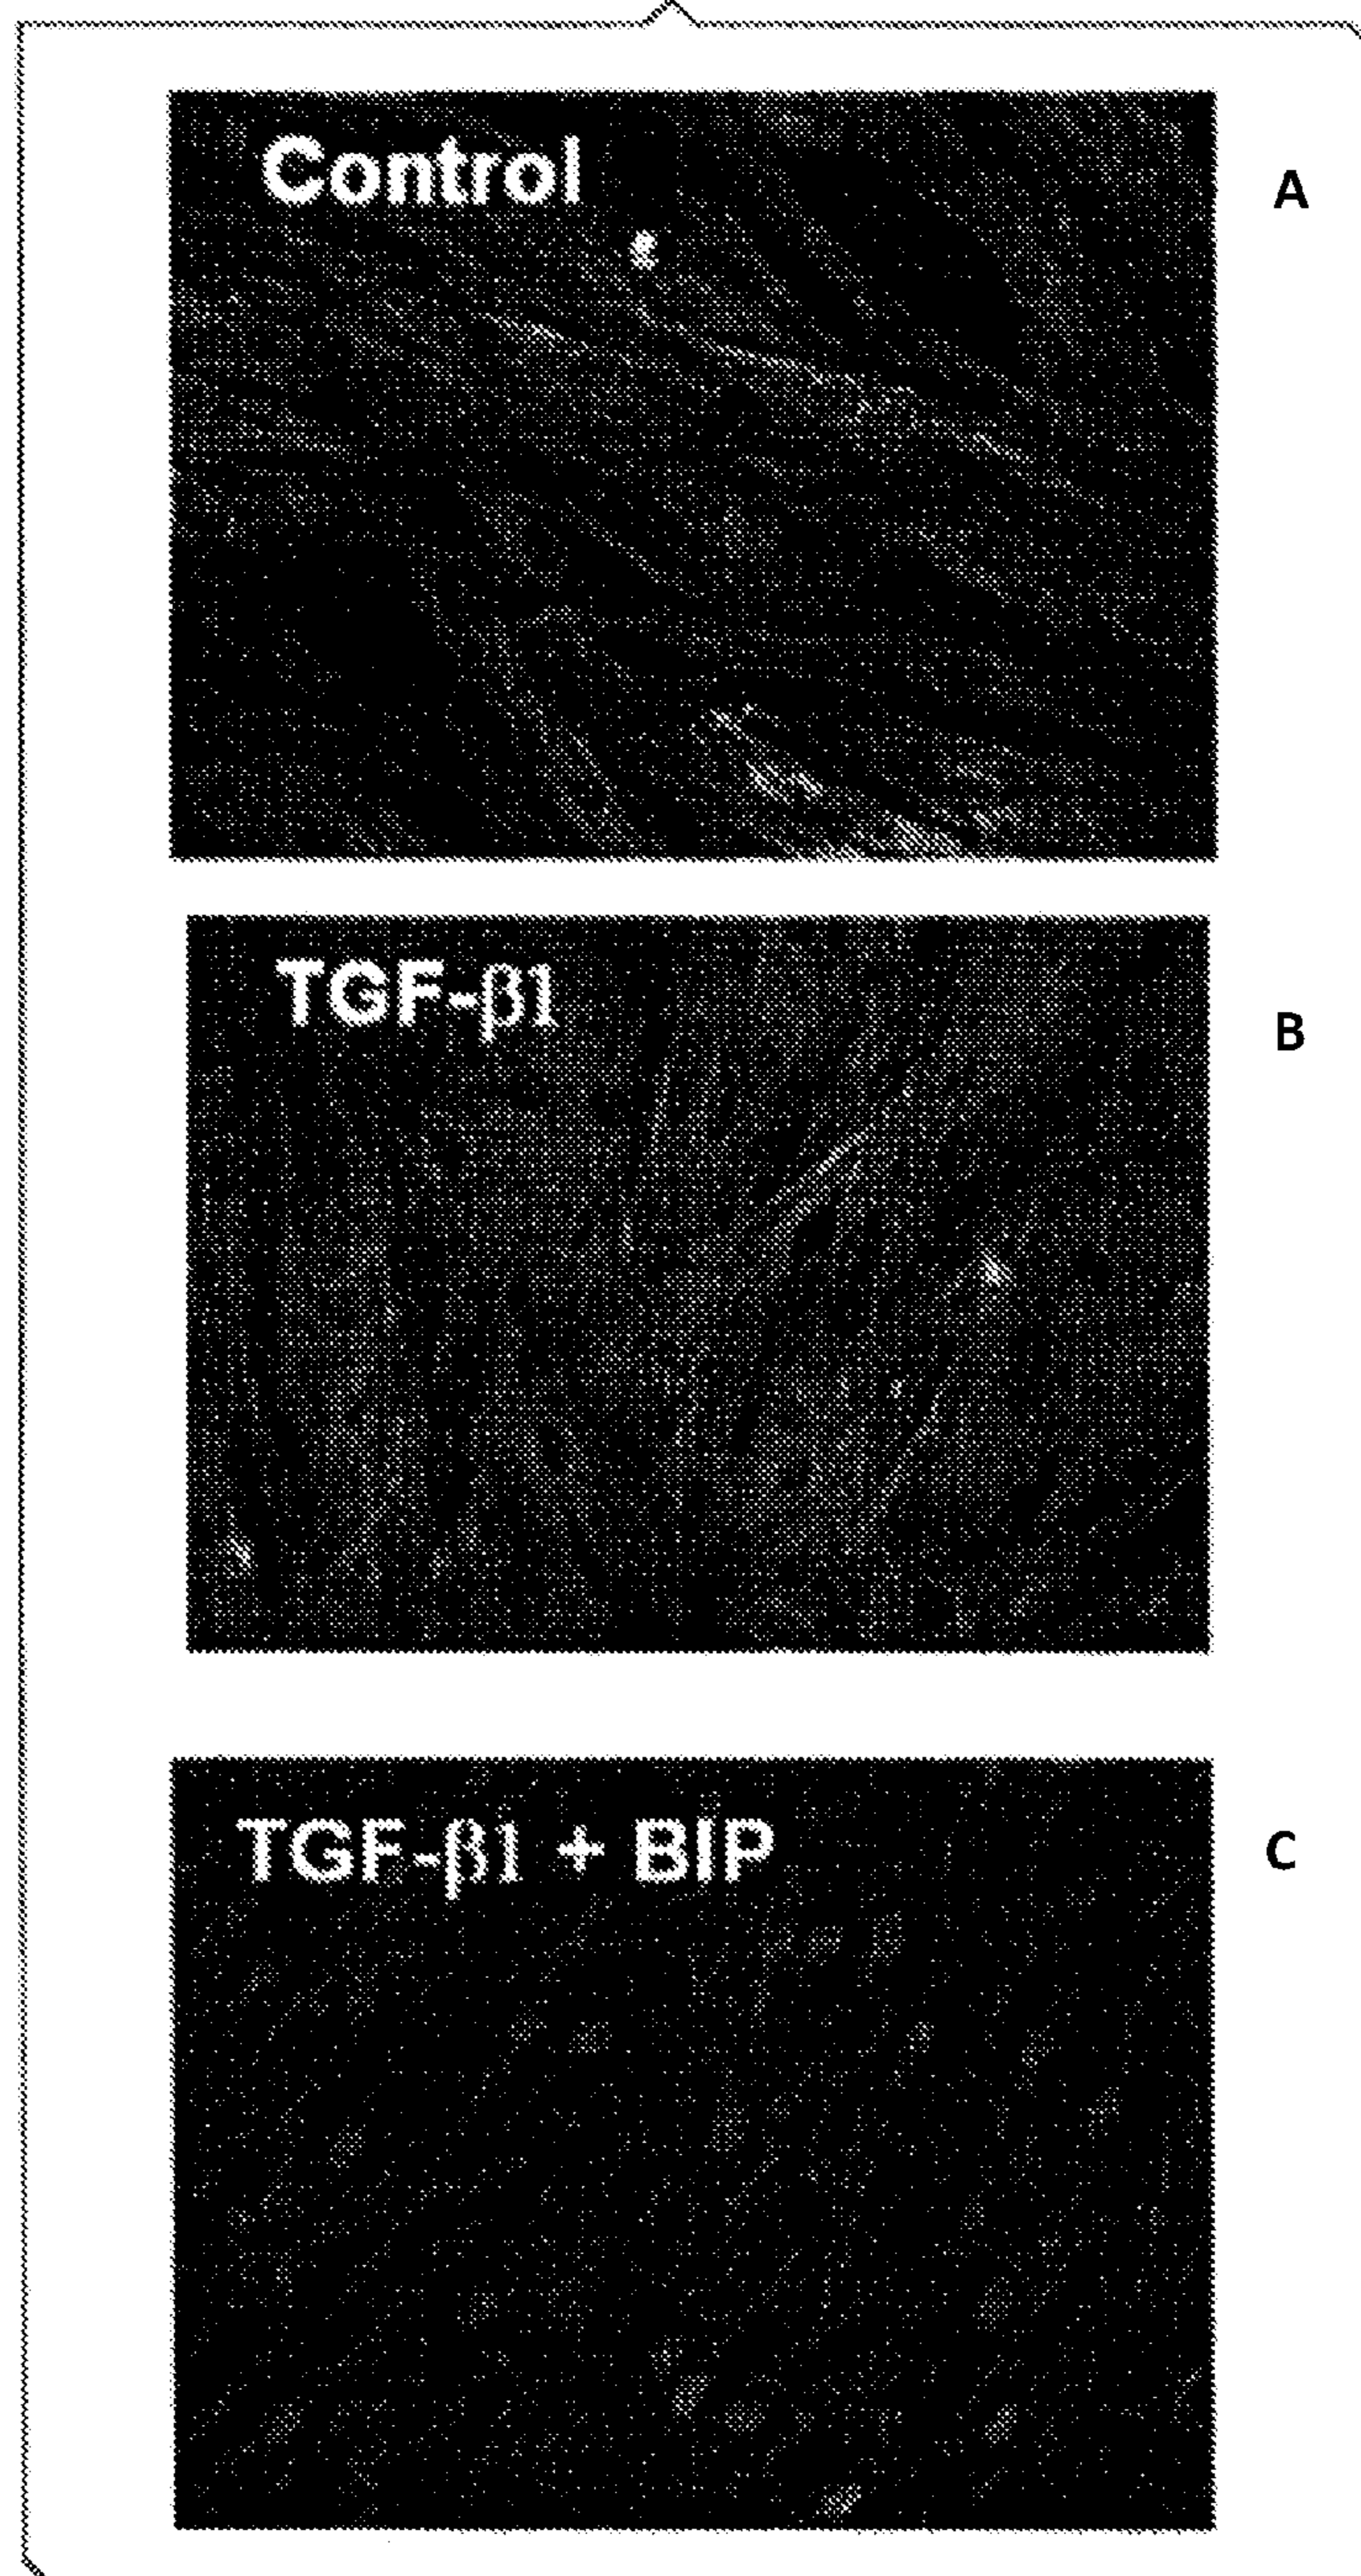 Control
A
TGF-β1
B
TGF-β1 + BIP
C